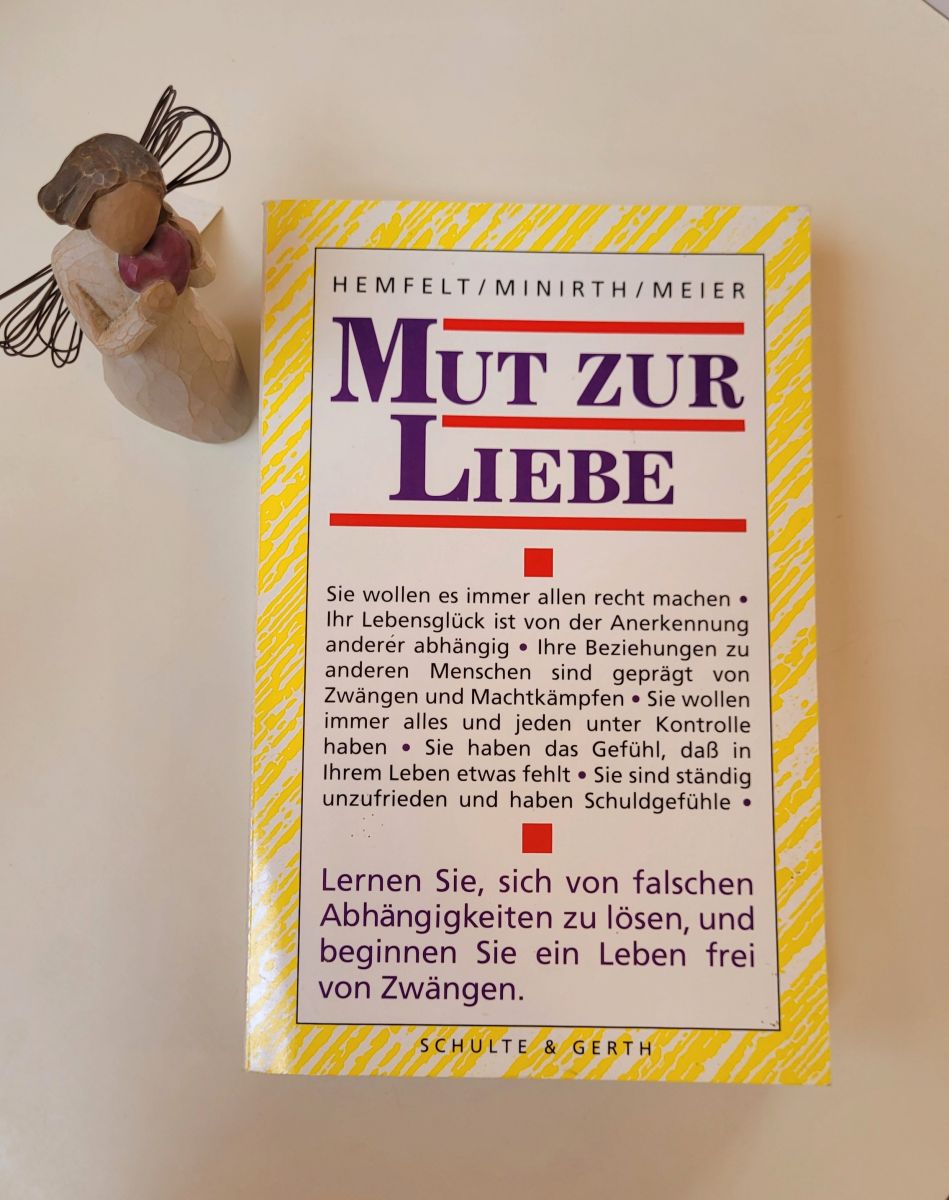 HEMFELT/MINIRTH/MEIER
MUT ZUR
LIEBE
Sie wollen es immer allen recht machen •
Ihr Lebensglück ist von der Anerkennung
anderer abhängig • Ihre Beziehungen zu
anderen Menschen sind geprägt von
Zwängen und Machtkämpfen • Sie wollen
immer alles und jeden unter Kontrolle
haben • Sie haben das Gefühl, daß in
Ihrem Leben etwas fehlt • Sie sind ständig
unzufrieden und haben Schuldgefühle •
Lernen Sie, sich von falschen
Abhängigkeiten zu lösen, und
beginnen Sie ein Leben frei
von Zwängen.
SCHULTE & GERTH